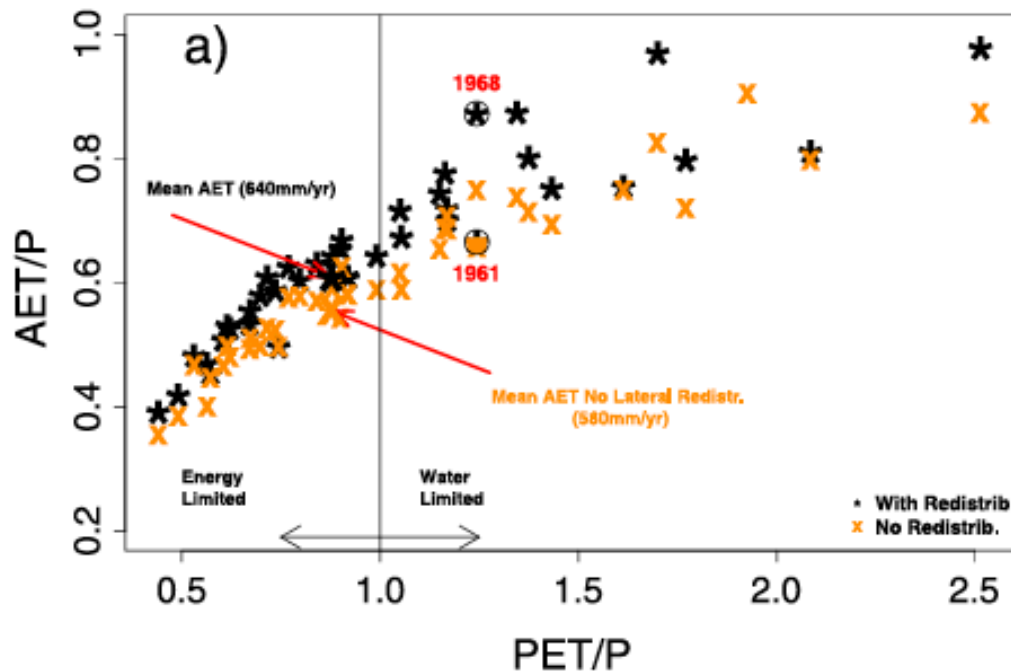 a)
1968
Mean AET (640mm/yr)
1961
Mean AET No Lateral Redistr.
(580mm/yr)
Energy
Limited
Water
Limited
With Redistrib
No Redistrib.
AET/P
0.2
0.4
0.6
0.8
1.0
0.5
1.0
1.5
2.0
2.5
PET/P